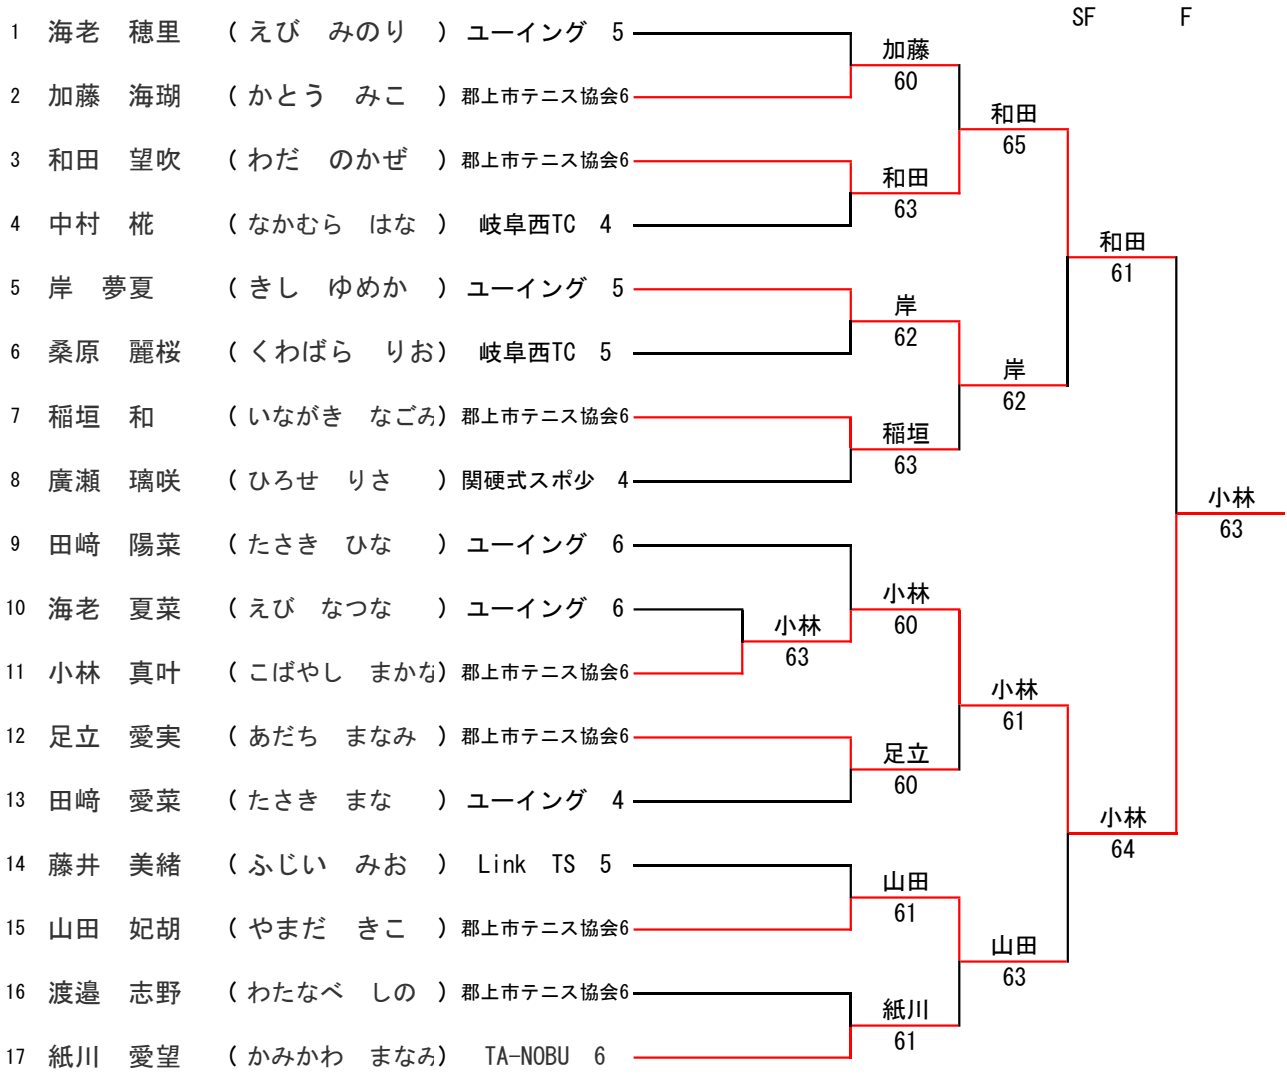 SF F
1 海老 穂里 ( えび みのり ) ユーイング 5
加藤
60
2 加藤 海瑚 ( かとう みこ ) 郡上市テニス協会6
和田
65
3 和田 望吹 ( わだ のかぜ ) 郡上市テニス協会6
和田
63
4 中村 椛 ( なかむら はな ) 岐阜西TC 4
和田
61
5 岸 夢夏 ( きし ゆめか ) ユーイング 5
岸
62
6 桑原 麗桜 ( くわばら りお) 岐阜西TC 5
岸
62
7 稲垣 和 ( いながき なごみ) 郡上市テニス協会6
稲垣
63
8 廣瀬 璃咲 ( ひろせ りさ ) 関硬式スポ少 4
小林
63
9 田﨑 陽菜 ( たさき ひな ) ユーイング 6
小林
60
10 海老 夏菜 ( えび なつな ) ユーイング 6
小林
63
11 小林 真叶 ( こばやし まかな) 郡上市テニス協会6
小林
61
12 足立 愛実 ( あだち まなみ ) 郡上市テニス協会6
足立
60
13 田﨑 愛菜 ( たさき まな ) ユーイング 4
小林
64
14 藤井 美緒 ( ふじい みお ) Link TS 5
山田
61
15 山田 妃胡 ( やまだ きこ ) 郡上市テニス協会6
山田
63
16 渡邉 志野 ( わたなべ しの ) 郡上市テニス協会6
紙川
61
17 紙川 愛望 ( かみかわ まなみ) TA-NOBU 6